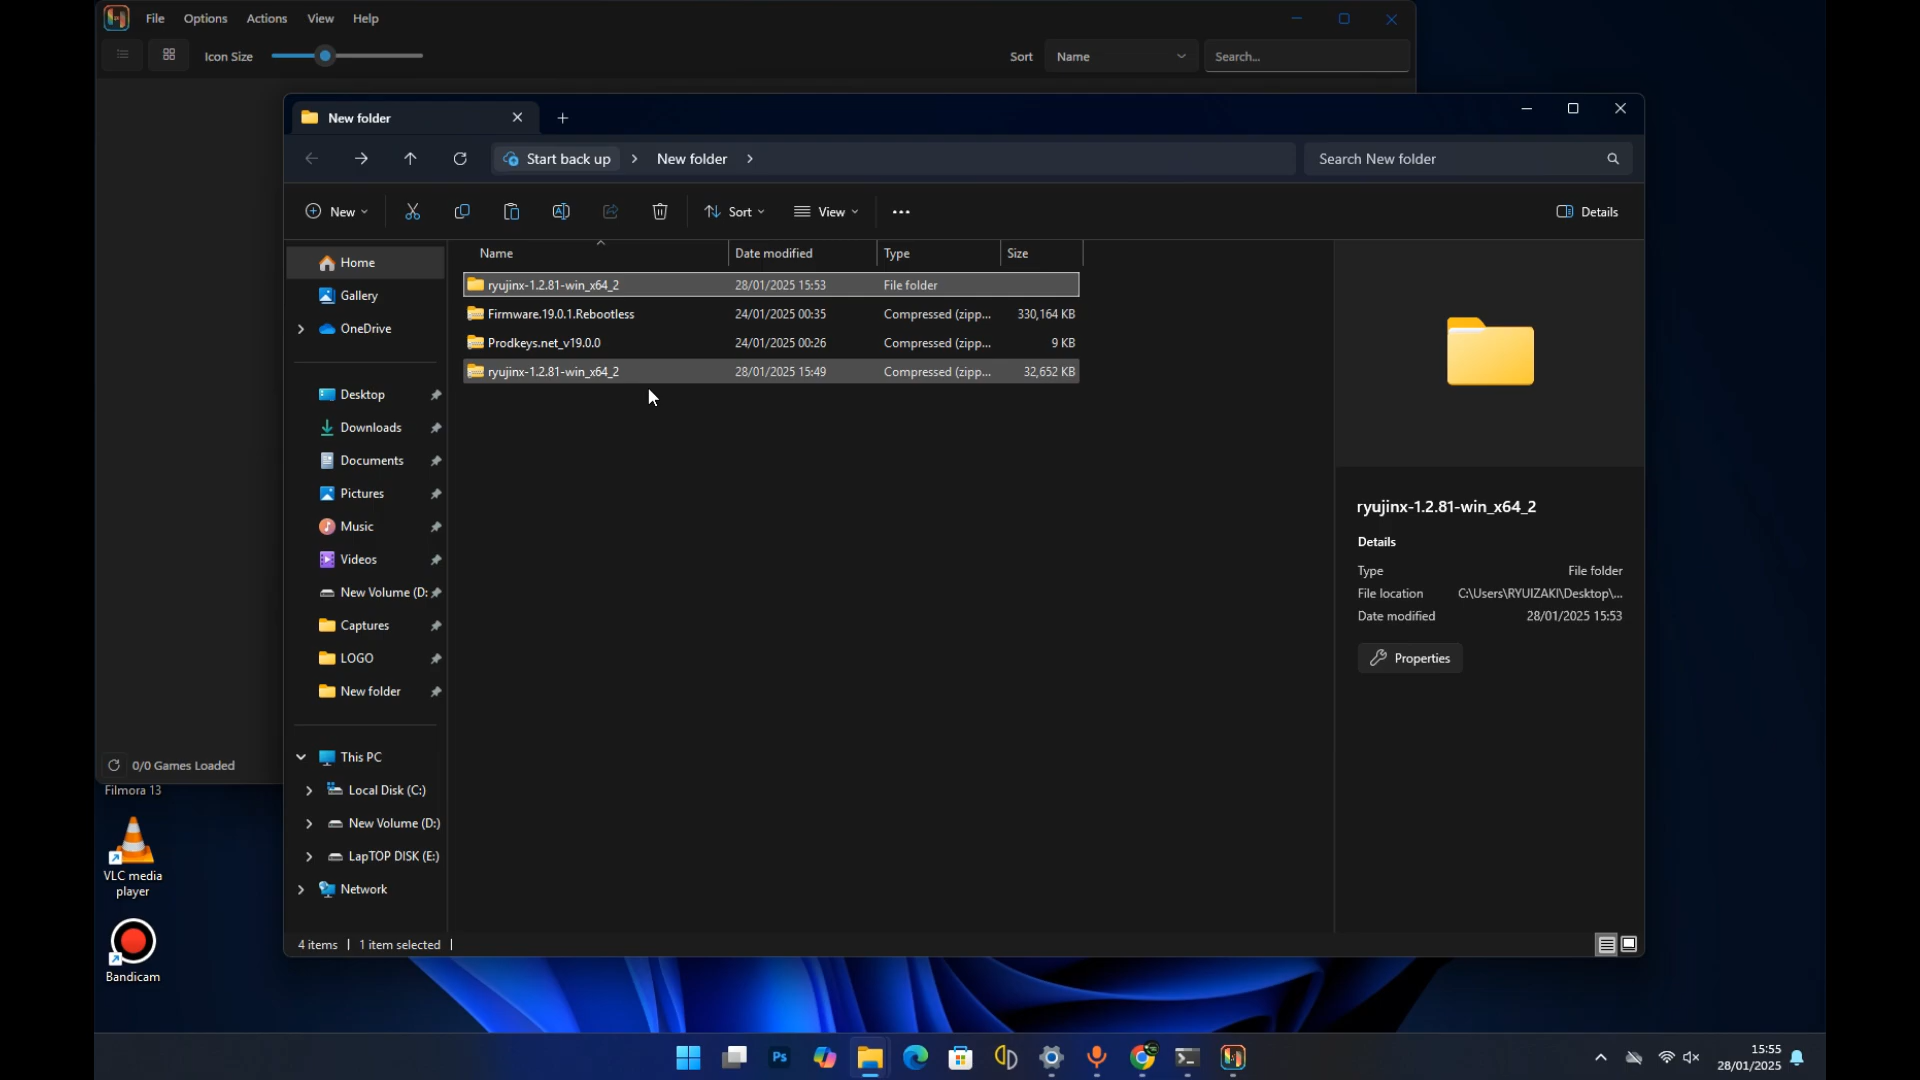 File Options Actions View Help
Icon Size Sort Name Search...
New folder
Start back up New folder Search New folder
New Sort View Details
Name Date modified Type Size
ryujinx-1.2.81-win_x64_2 28/01/2025 15:53 File folder
Firmware.19.0.1.Rebootless 24/01/2025 00:35 Compressed (zipp... 330,164 KB
Prodkeys.net_v19.0.0 24/01/2025 00:26 Compressed (zipp... 9 KB
ryujinx-1.2.81-win_x64_2 28/01/2025 15:49 Compressed (zipp... 32,652 KB
Home
Gallery
OneDrive
Desktop
Downloads
Documents
Pictures
Music
Videos
New Volume (D:
Captures
LOGO
New folder
This PC
Local Disk (C:)
New Volume (D:)
LapTOP DISK (E:)
Network
4 items 1 item selected
ryujinx-1.2.81-win_x64_2
Details
Type File folder
File location C:\Users\RYUIZAKI\Desktop\...
Date modified 28/01/2025 15:53
Properties
0/0 Games Loaded
Filmora 13
VLC media
player
Bandicam
Ps
15:55
28/01/2025